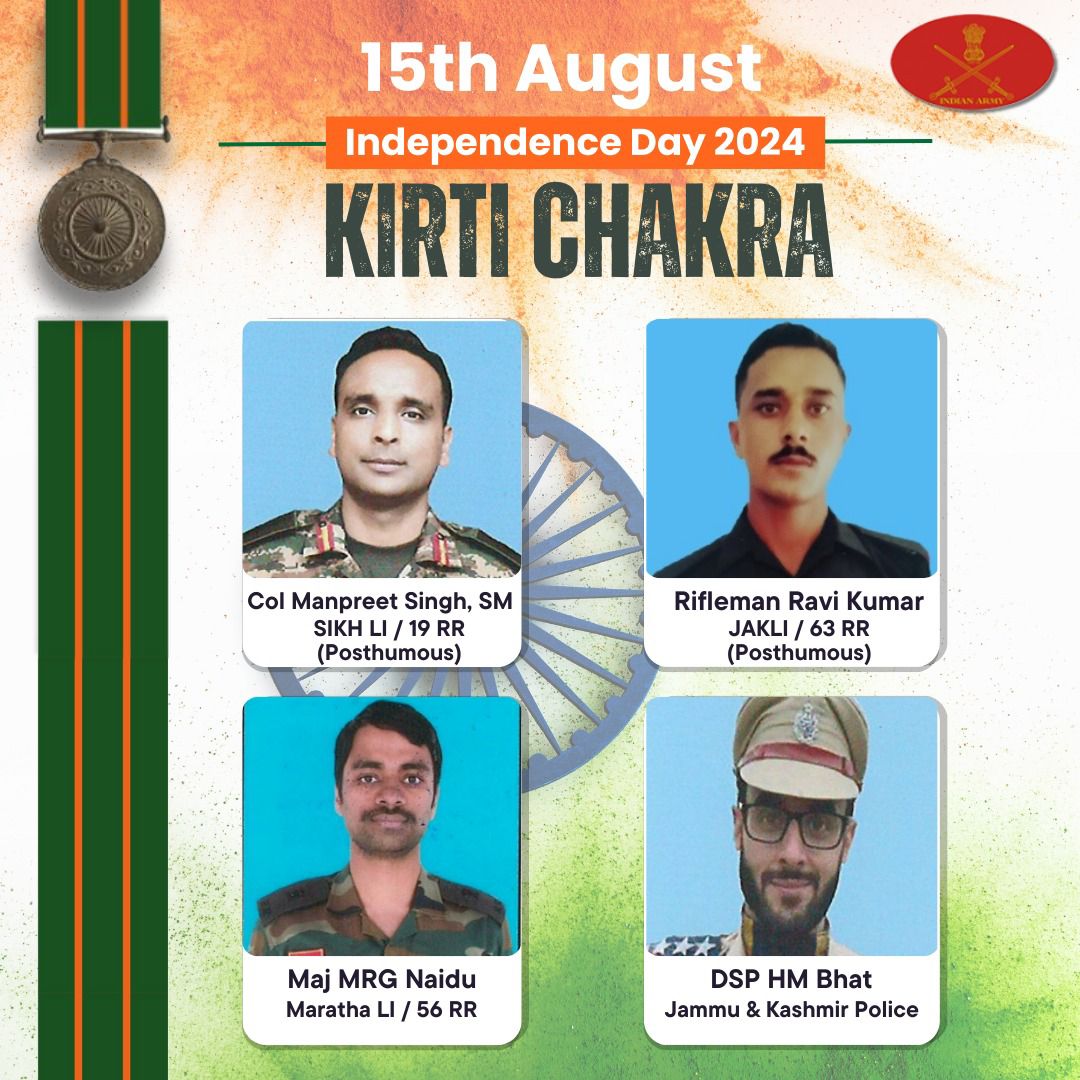 15th August
INDIAN ARMY
Independence Day 2024
KIRTI CHAKRA
Col Manpreet Singh, SM
SIKH LI / 19 RR
(Posthumous)
Rifleman Ravi Kumar
JAKLI / 63 RR
(Posthumous)
Maj MRG Naidu
Maratha LI / 56 RR
DSP HM Bhat
Jammu & Kashmir Police